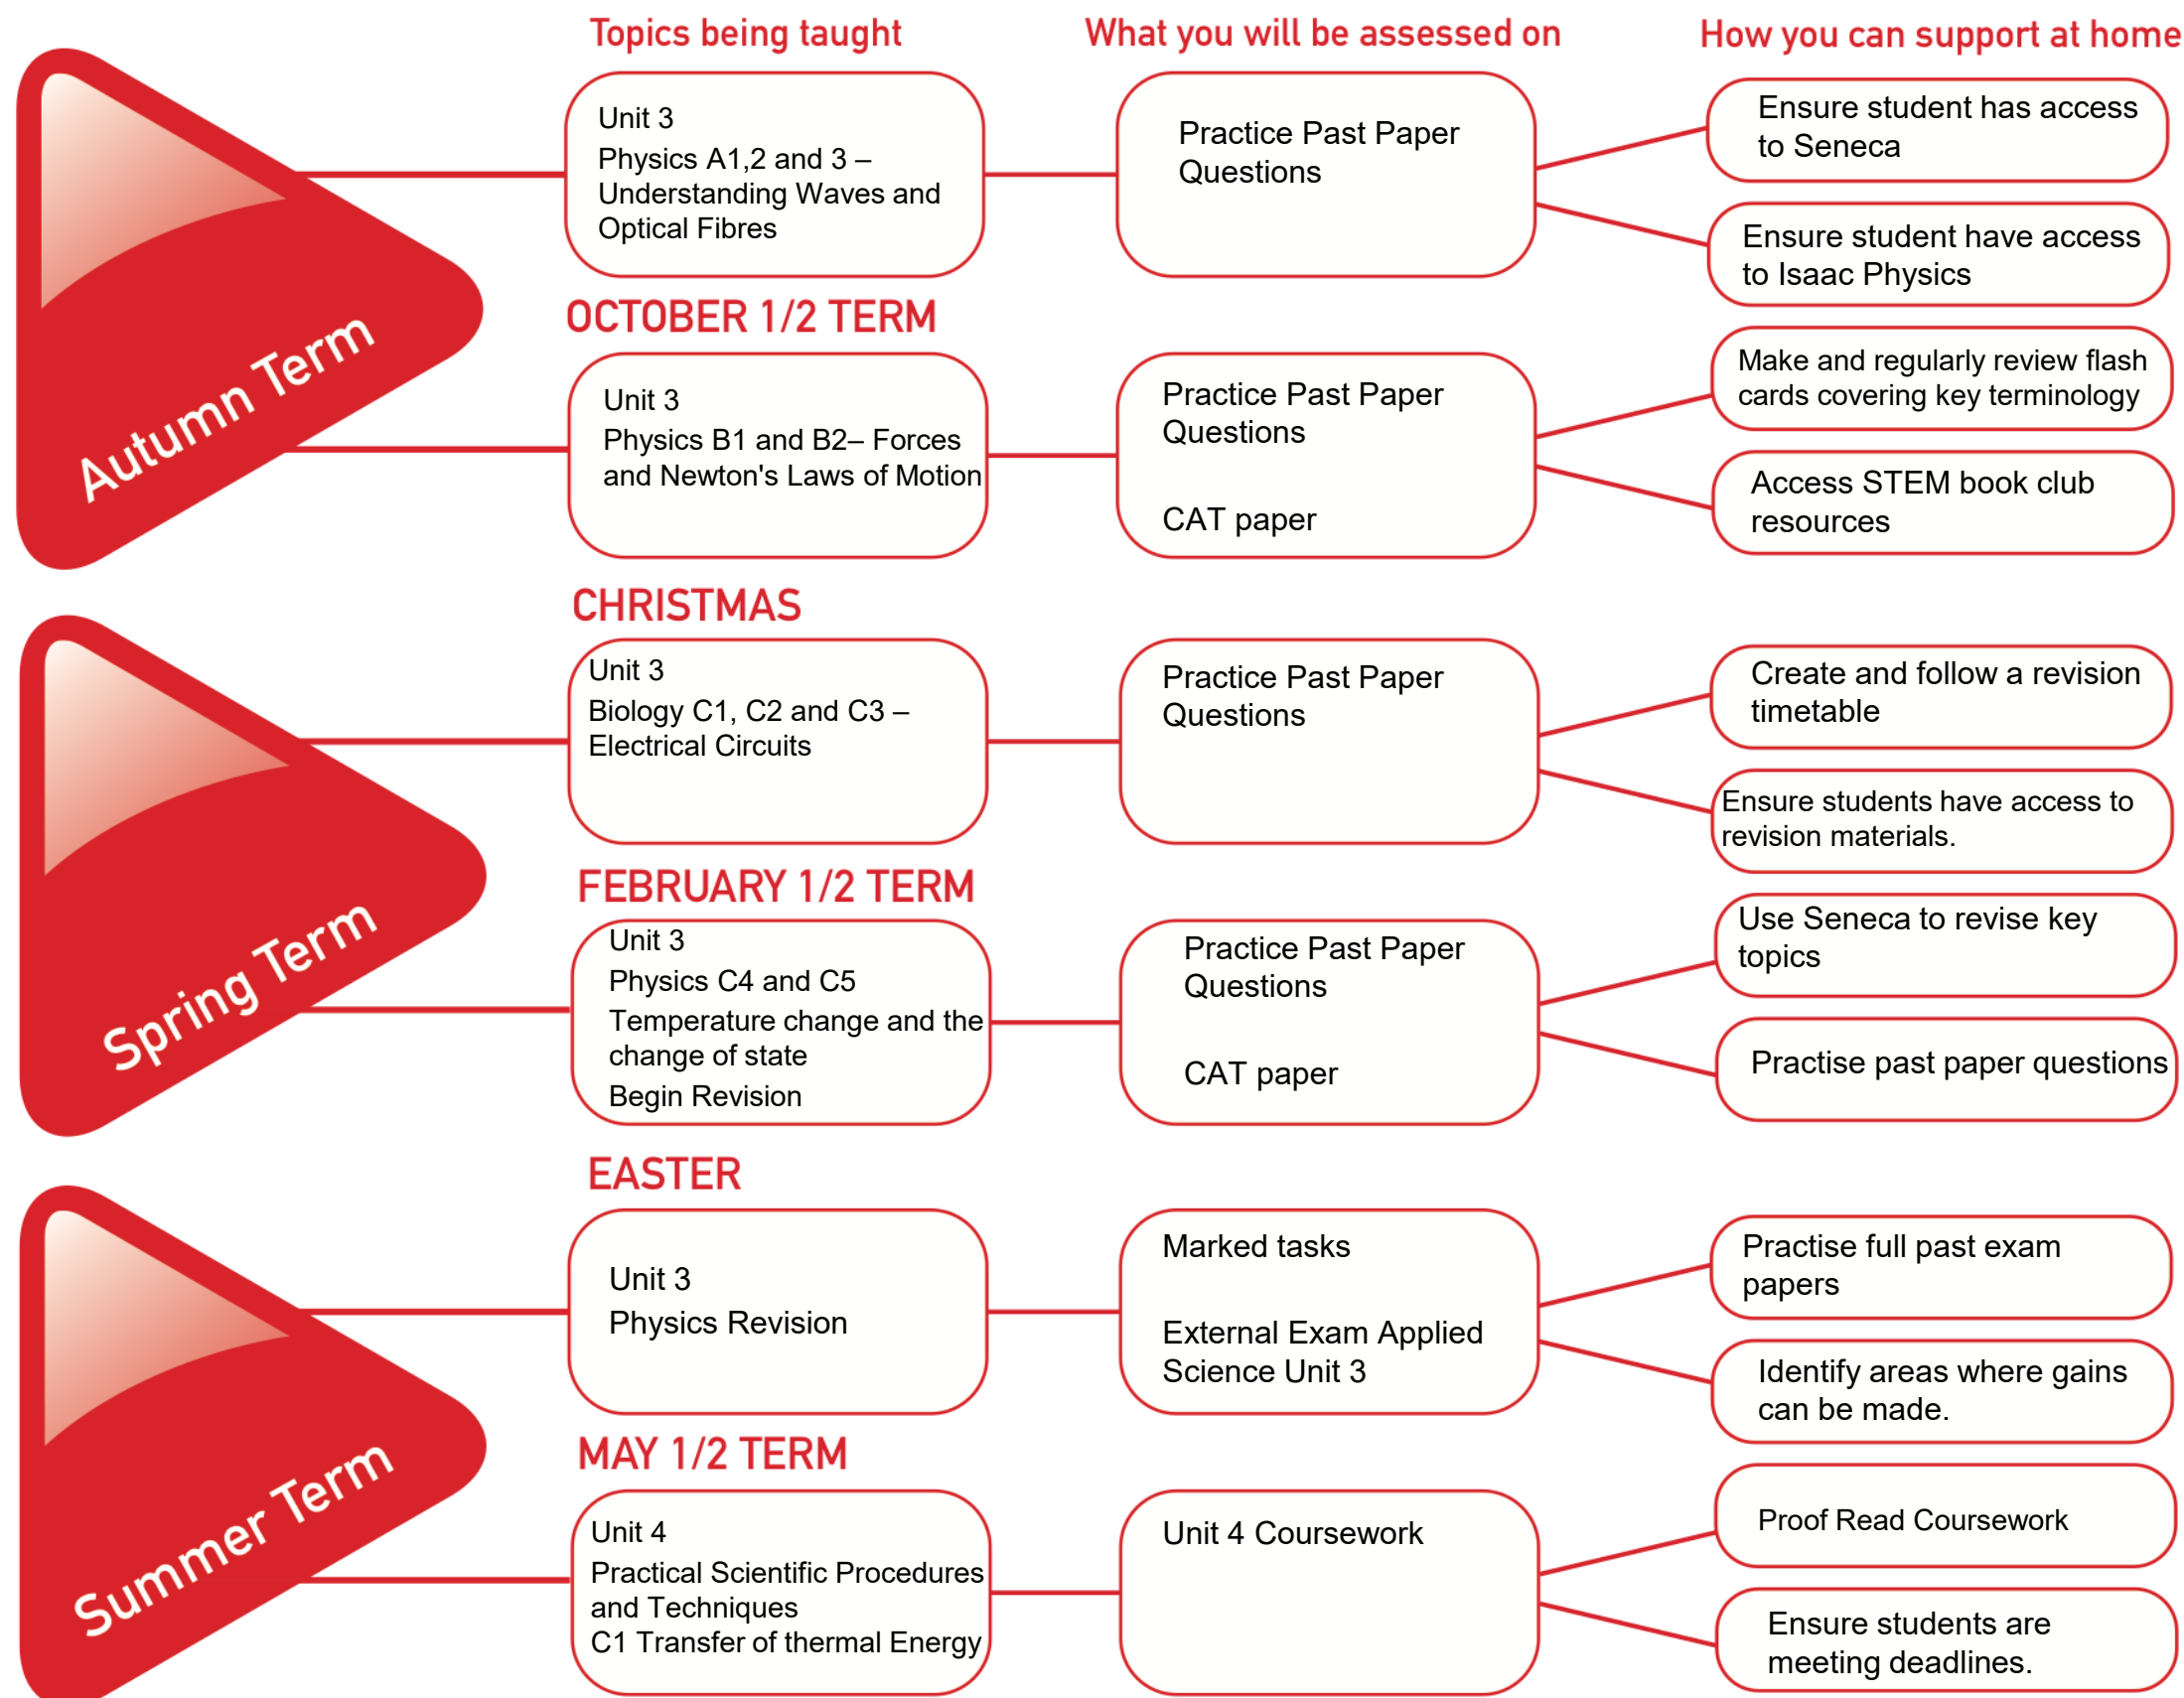 Topics being taught
What you will be assessed on
How you can support at home
Autumn Term
Unit 3
Physics A1,2 and 3 –
Understanding Waves and
Optical Fibres
Practice Past Paper
Questions
Ensure student has access
to Seneca
Ensure student have access
to Isaac Physics
OCTOBER 1/2 TERM
Unit 3
Physics B1 and B2– Forces
and Newton's Laws of Motion
Practice Past Paper
Questions
CAT paper
Make and regularly review flash
cards covering key terminology
Access STEM book club
resources
CHRISTMAS
Spring Term
Unit 3
Biology C1, C2 and C3 –
Electrical Circuits
Practice Past Paper
Questions
Create and follow a revision
timetable
Ensure students have access to
revision materials.
FEBRUARY 1/2 TERM
Unit 3
Physics C4 and C5
Temperature change and the
change of state
Begin Revision
Practice Past Paper
Questions
CAT paper
Use Seneca to revise key
topics
Practise past paper questions
EASTER
Summer Term
Unit 3
Physics Revision
Marked tasks
External Exam Applied
Science Unit 3
Practise full past exam
papers
Identify areas where gains
can be made.
MAY 1/2 TERM
Unit 4
Practical Scientific Procedures
and Techniques
C1 Transfer of thermal Energy
Unit 4 Coursework
Proof Read Coursework
Ensure students are
meeting deadlines.